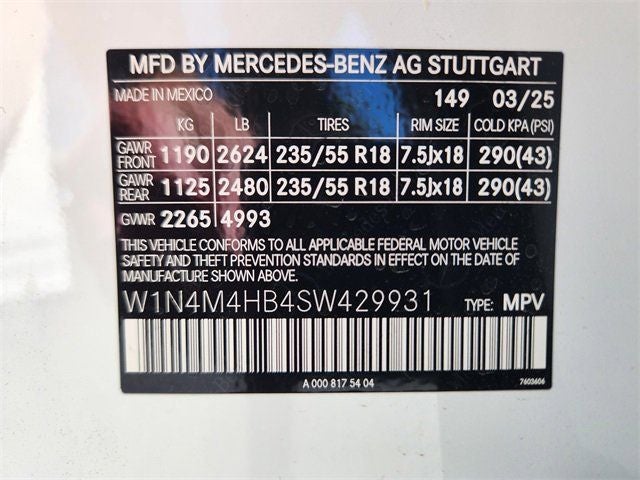 MFD BY MERCEDES-BENZ AG STUTTGART
MADE IN MEXICO 149 03/25
KG LB TIRES RIM SIZE COLD KPA (PSI)
GAWR FRONT 1190 2624 235/55 R18 7.5Jx18 290(43)
GAWR REAR 1125 2480 235/55 R18 7.5Jx18 290(43)
GVWR 2265 4993
THIS VEHICLE CONFORMS TO ALL APPLICABLE FEDERAL MOTOR VEHICLE
SAFETY AND THEFT PREVENTION STANDARDS IN EFFECT ON THE DATE OF
MANUFACTURE SHOWN ABOVE.
W1N4M4HB4SW429931 TYPE: MPV
A 000 817 54 04 7603606